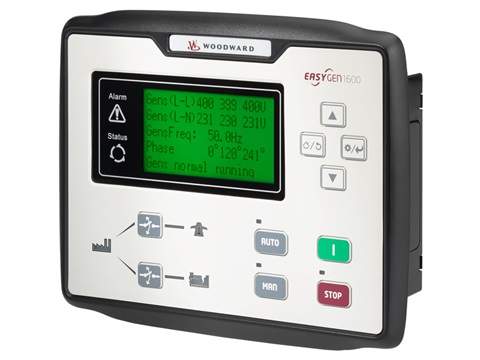 WOODWARD
EASYGEN1600
Alarm
Status
Gens(L-L)400 399 400V
Gens(L-N)231 230 231V
GensFreq: 50.0Hz
Phase 0°120°241°
Gens normal running
AUTO
I
MAN
STOP